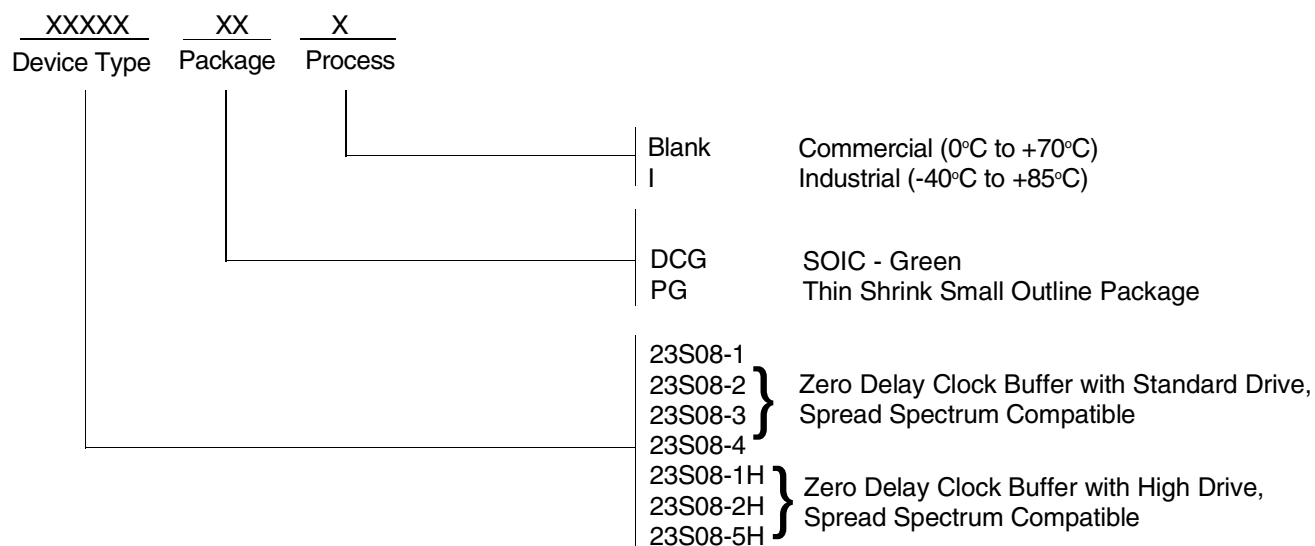 XXXXX XX X
Device Type Package Process
Blank Commercial (0°C to +70°C)
I Industrial (-40°C to +85°C)
DCG SOIC - Green
PG Thin Shrink Small Outline Package
23S08-1
23S08-2
23S08-3
23S08-4
} Zero Delay Clock Buffer with Standard Drive,
Spread Spectrum Compatible
23S08-1H
23S08-2H
23S08-5H
} Zero Delay Clock Buffer with High Drive,
Spread Spectrum Compatible